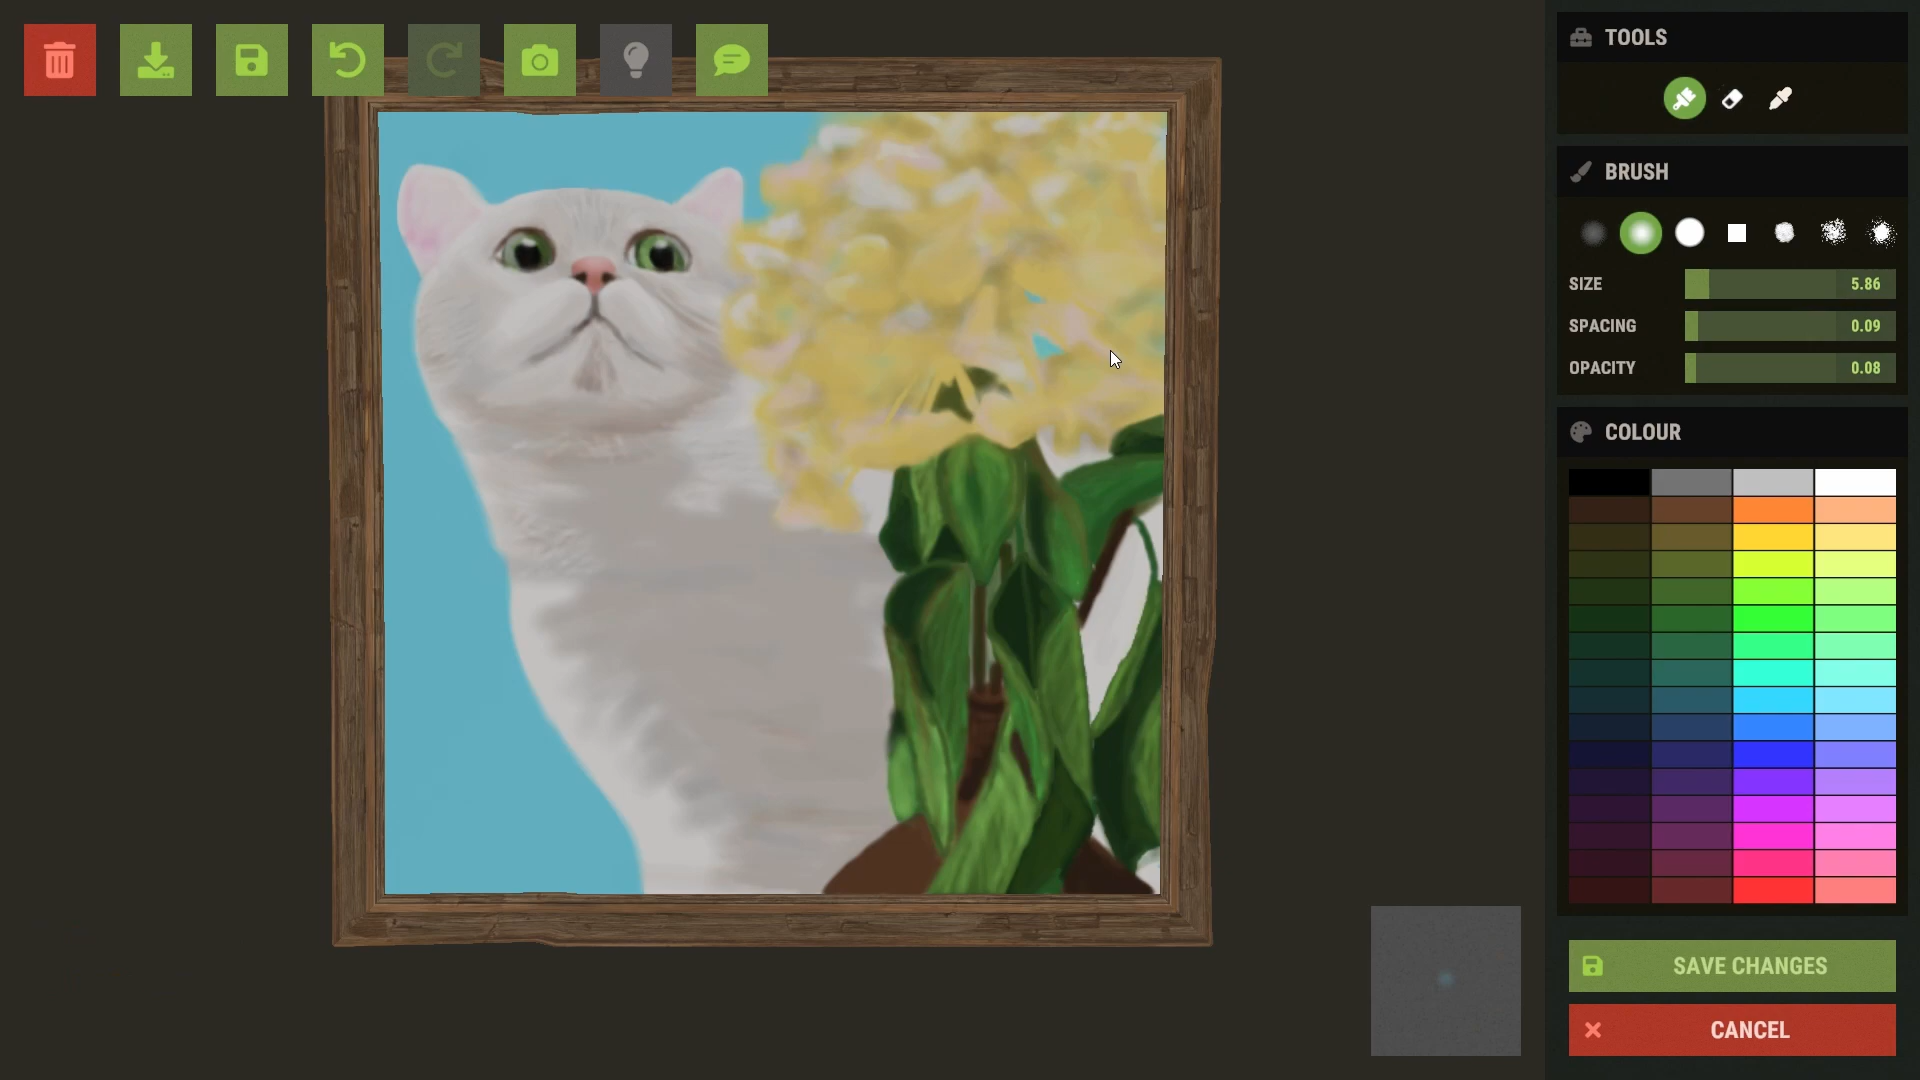 TOOLS
BRUSH
SIZE 5.86
SPACING 0.09
OPACITY 0.08
COLOUR
SAVE CHANGES
CANCEL